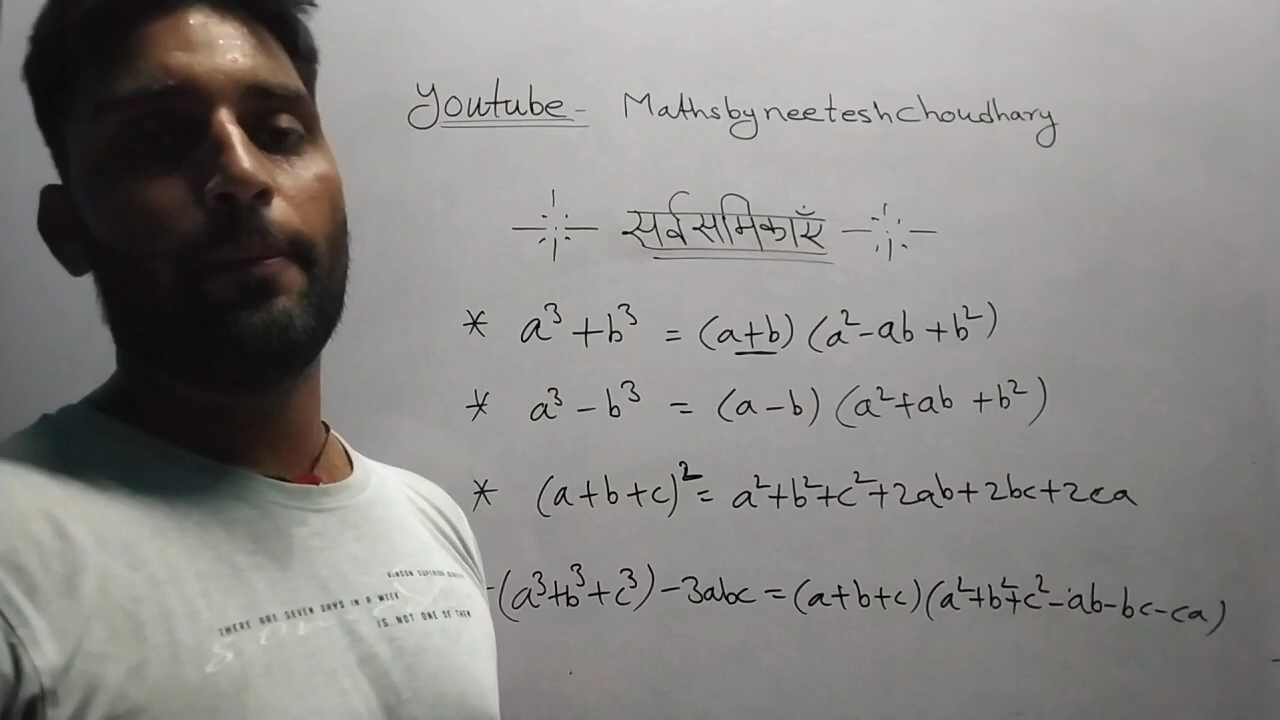 Youtube - Mathsbyneeteshchoudhary
सर्वसमिकाएँ
* a³ + b³ = (a+b) (a² - ab + b²)
* a³ - b³ = (a - b) (a² + ab + b²)
* (a+b+c)² = a²+b²+c²+2ab+2bc+2ca
(a³+b³+c³) - 3abc = (a+b+c) (a²+b²+c²-ab-bc-ca)
THERE ARE SEVEN DAYS IN A WEEK
IS NOT ONE OF THEM